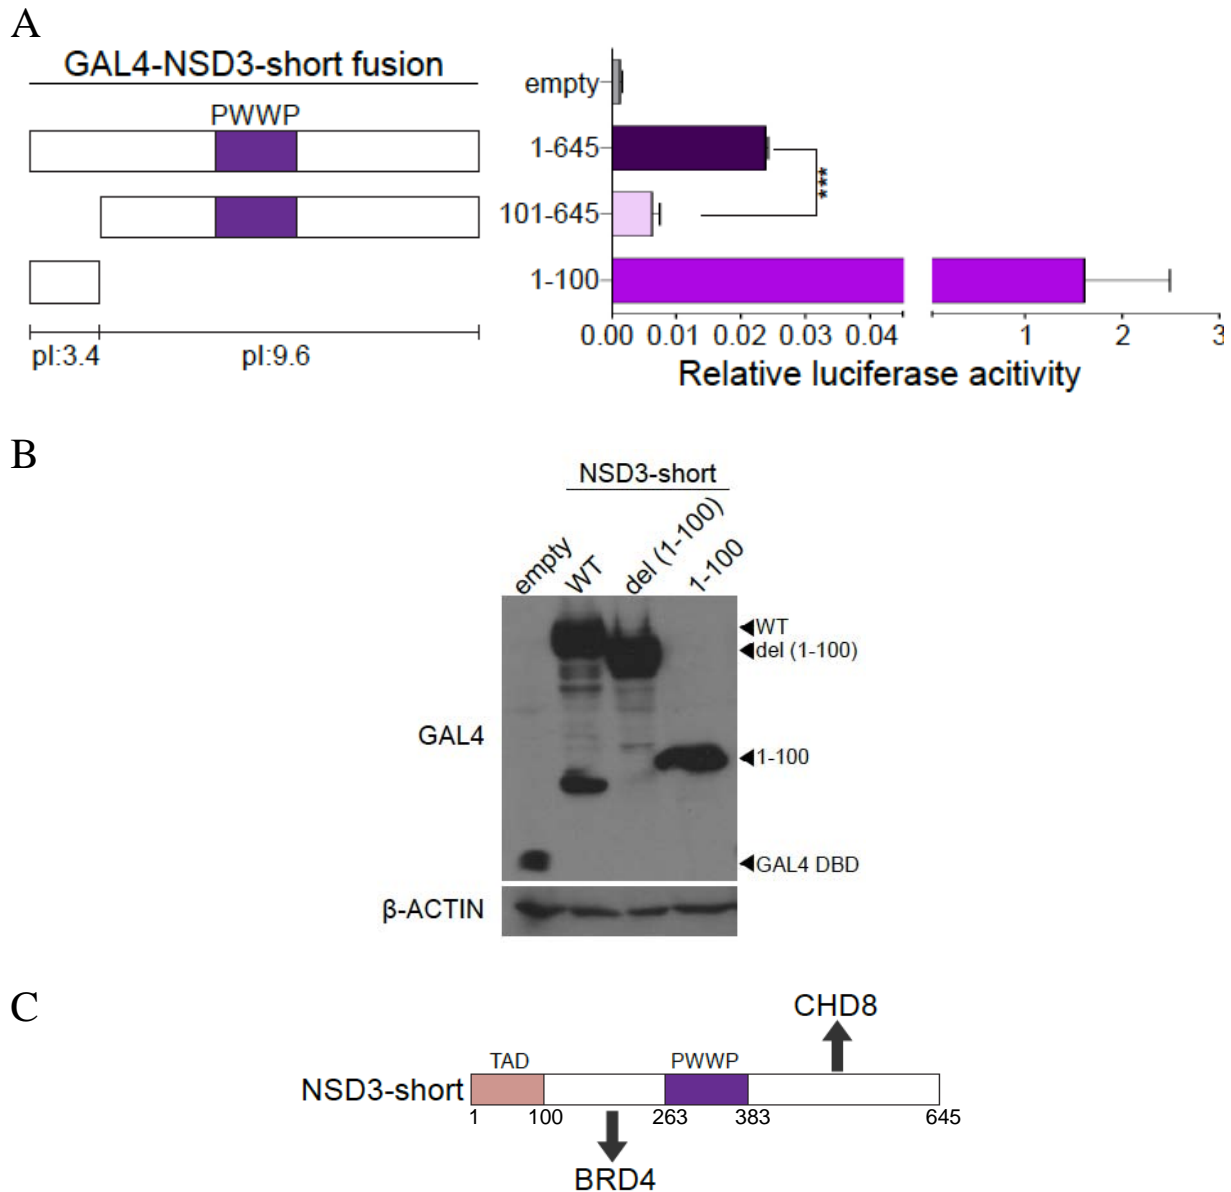 A
GAL4-NSD3-short fusion
PWWP
pI:3.4
pI:9.6
empty
1-645
101-645
1-100
***
0.00 0.01 0.02 0.03 0.04 1 2 3
Relative luciferase acitivity
B
NSD3-short
empty
WT
del (1-100)
1-100
GAL4
WT
del (1-100)
1-100
GAL4 DBD
β-ACTIN
C
CHD8
TAD
PWWP
NSD3-short
1 100 263 383 645
BRD4